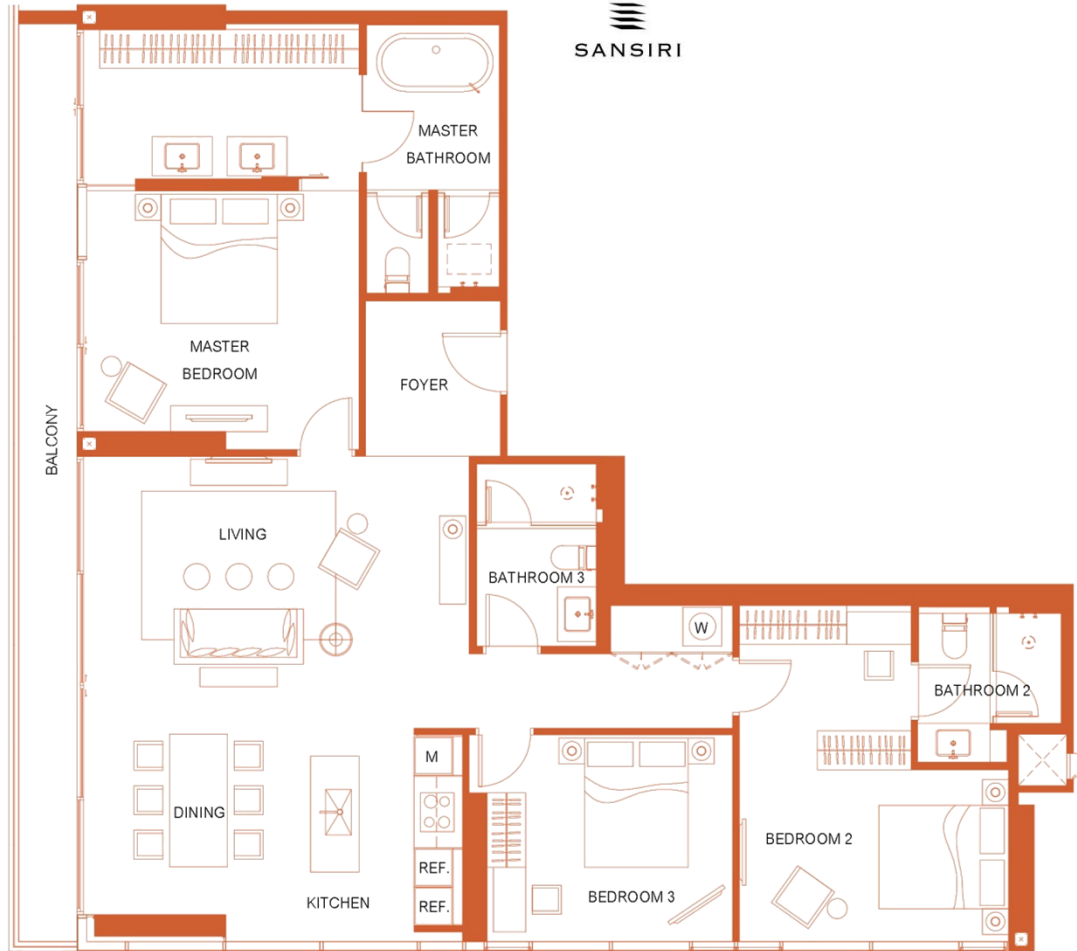 SANSIRI
MASTER
BATHROOM
MASTER
BEDROOM
FOYER
BALCONY
LIVING
BATHROOM 3
W
BATHROOM 2
M
DINING
REF.
BEDROOM 2
REF.
BEDROOM 3
KITCHEN